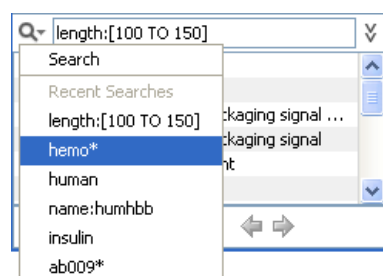 length:[100 TO 150]
Search
Recent Searches
length:[100 TO 150]
ckaging signal ...
hemo*
ckaging signal
nt
human
name:humhbb
insulin
ab009*